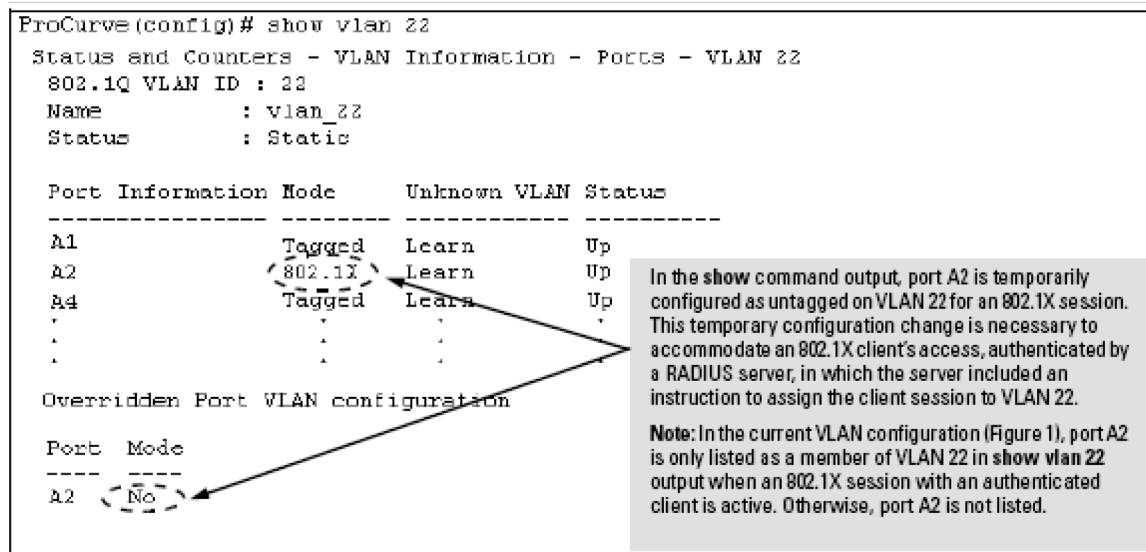 ProCurve(config)# show vlan 22
Status and Counters - VLAN Information - Ports - VLAN 22
802.1Q VLAN ID : 22
Name : vlan_22
Status : Static
Port Information Mode Unknown VLAN Status
---------------- -------- ------------ ----------
A1 Tagged Learn Up
A2 802.1X Learn Up
A4 Tagged Learn Up
. . . .
. . .
. . .
Overridden Port VLAN configuration
Port Mode
---- ----
A2 No
In the show command output, port A2 is temporarily
configured as untagged on VLAN 22 for an 802.1X session.
This temporary configuration change is necessary to
accommodate an 802.1X client's access, authenticated by
a RADIUS server, in which the server included an
instruction to assign the client session to VLAN 22.
Note: In the current VLAN configuration (Figure 1), port A2
is only listed as a member of VLAN 22 in show vlan 22
output when an 802.1X session with an authenticated
client is active. Otherwise, port A2 is not listed.